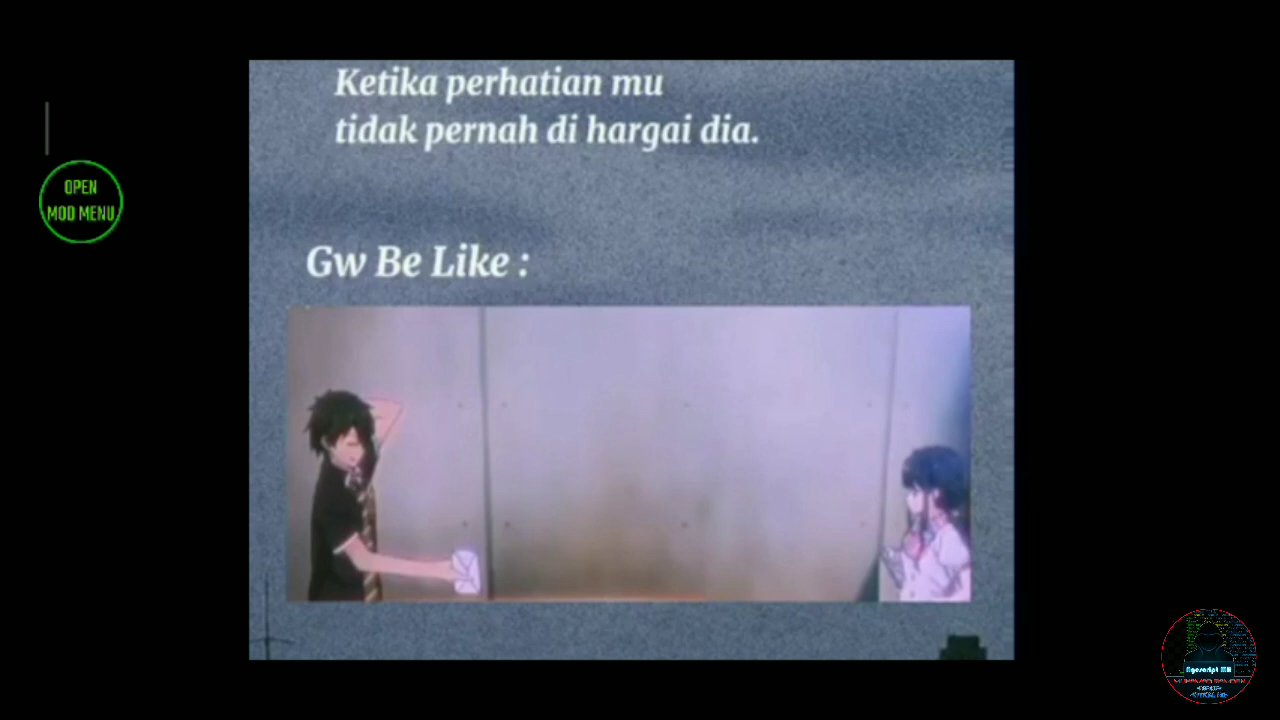 Ketika perhatian mu
tidak pernah di hargai dia.
OPEN
MOD MENU
Gw Be Like :